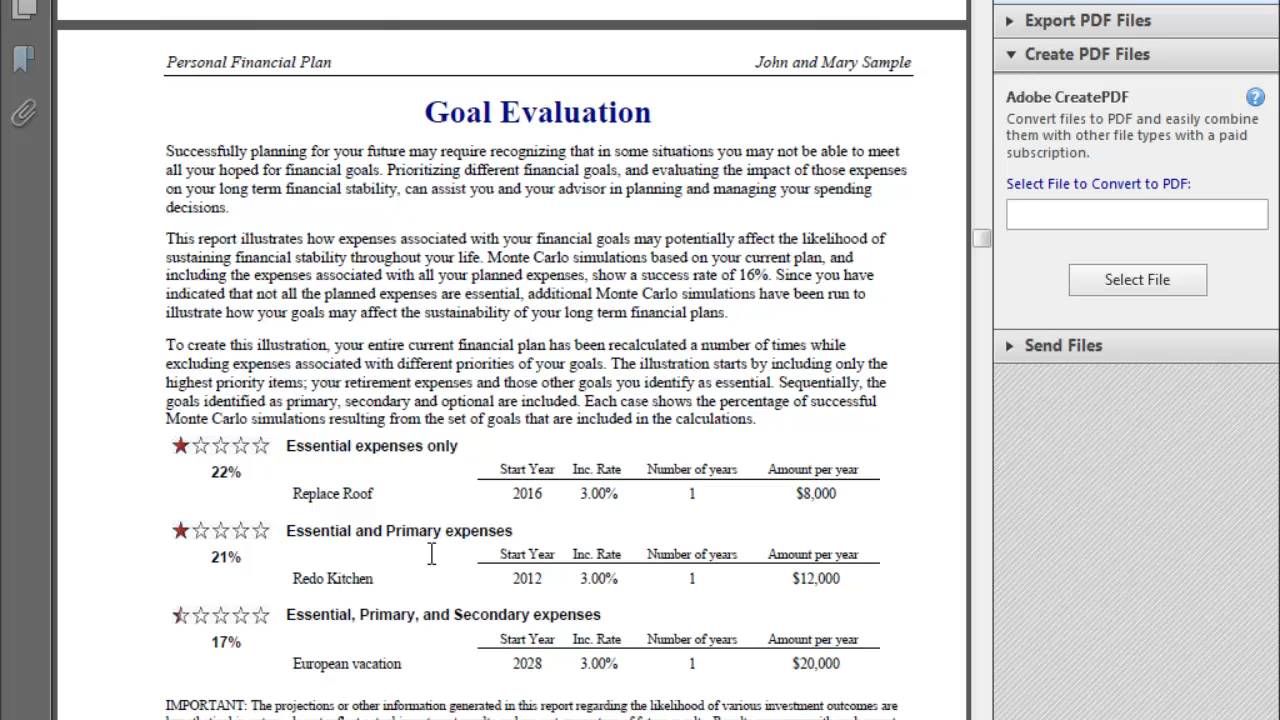 Personal Financial Plan John and Mary Sample
Goal Evaluation
Successfully planning for your future may require recognizing that in some situations you may not be able to meet
all your hoped for financial goals. Prioritizing different financial goals, and evaluating the impact of those expenses
on your long term financial stability, can assist you and your advisor in planning and managing your spending
decisions.
This report illustrates how expenses associated with your financial goals may potentially affect the likelihood of
sustaining financial stability throughout your life. Monte Carlo simulations based on your current plan, and
including the expenses associated with all your planned expenses, show a success rate of 16%. Since you have
indicated that not all the planned expenses are essential, additional Monte Carlo simulations have been run to
illustrate how your goals may affect the sustainability of your long term financial plans.
To create this illustration, your entire current financial plan has been recalculated a number of times while
excluding expenses associated with different priorities of your goals. The illustration starts by including only the
highest priority items; your retirement expenses and those other goals you identify as essential. Sequentially, the
goals identified as primary, secondary and optional are included. Each case shows the percentage of successful
Monte Carlo simulations resulting from the set of goals that are included in the calculations.
Essential expenses only
22% Start Year Inc. Rate Number of years Amount per year
Replace Roof 2016 3.00% 1 $8,000
Essential and Primary expenses
21% Start Year Inc. Rate Number of years Amount per year
Redo Kitchen 2012 3.00% 1 $12,000
Essential, Primary, and Secondary expenses
17% Start Year Inc. Rate Number of years Amount per year
European vacation 2028 3.00% 1 $20,000
IMPORTANT: The projections or other information generated in this report regarding the likelihood of various investment outcomes are
Export PDF Files
Create PDF Files
Adobe CreatePDF
Convert files to PDF and easily combine
them with other file types with a paid
subscription.
Select File to Convert to PDF:
Select File
Send Files